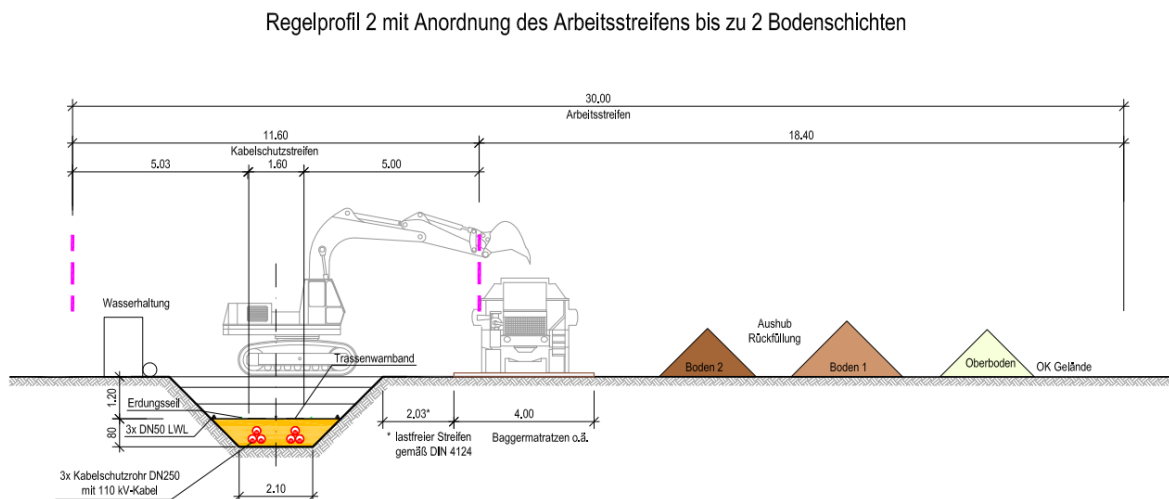 Regelprofil 2 mit Anordnung des Arbeitsstreifens bis zu 2 Bodenschichten
30.00
Arbeitsstreifen
11.60
18.40
Kabelschutzstreifen
5.03
1.60
5.00
Wasserhaltung
Trassenwarnband
Aushub
Rückfüllung
Boden 2
Boden 1
Oberboden
OK Gelände
1.20
Erdungsseil
3x DN50 LWL
80
2.03*
4.00
* lastfreier Streifen
gemäß DIN 4124
Baggermatratzen o.ä.
3x Kabelschutzrohr DN250
mit 110 kV-Kabel
2.10